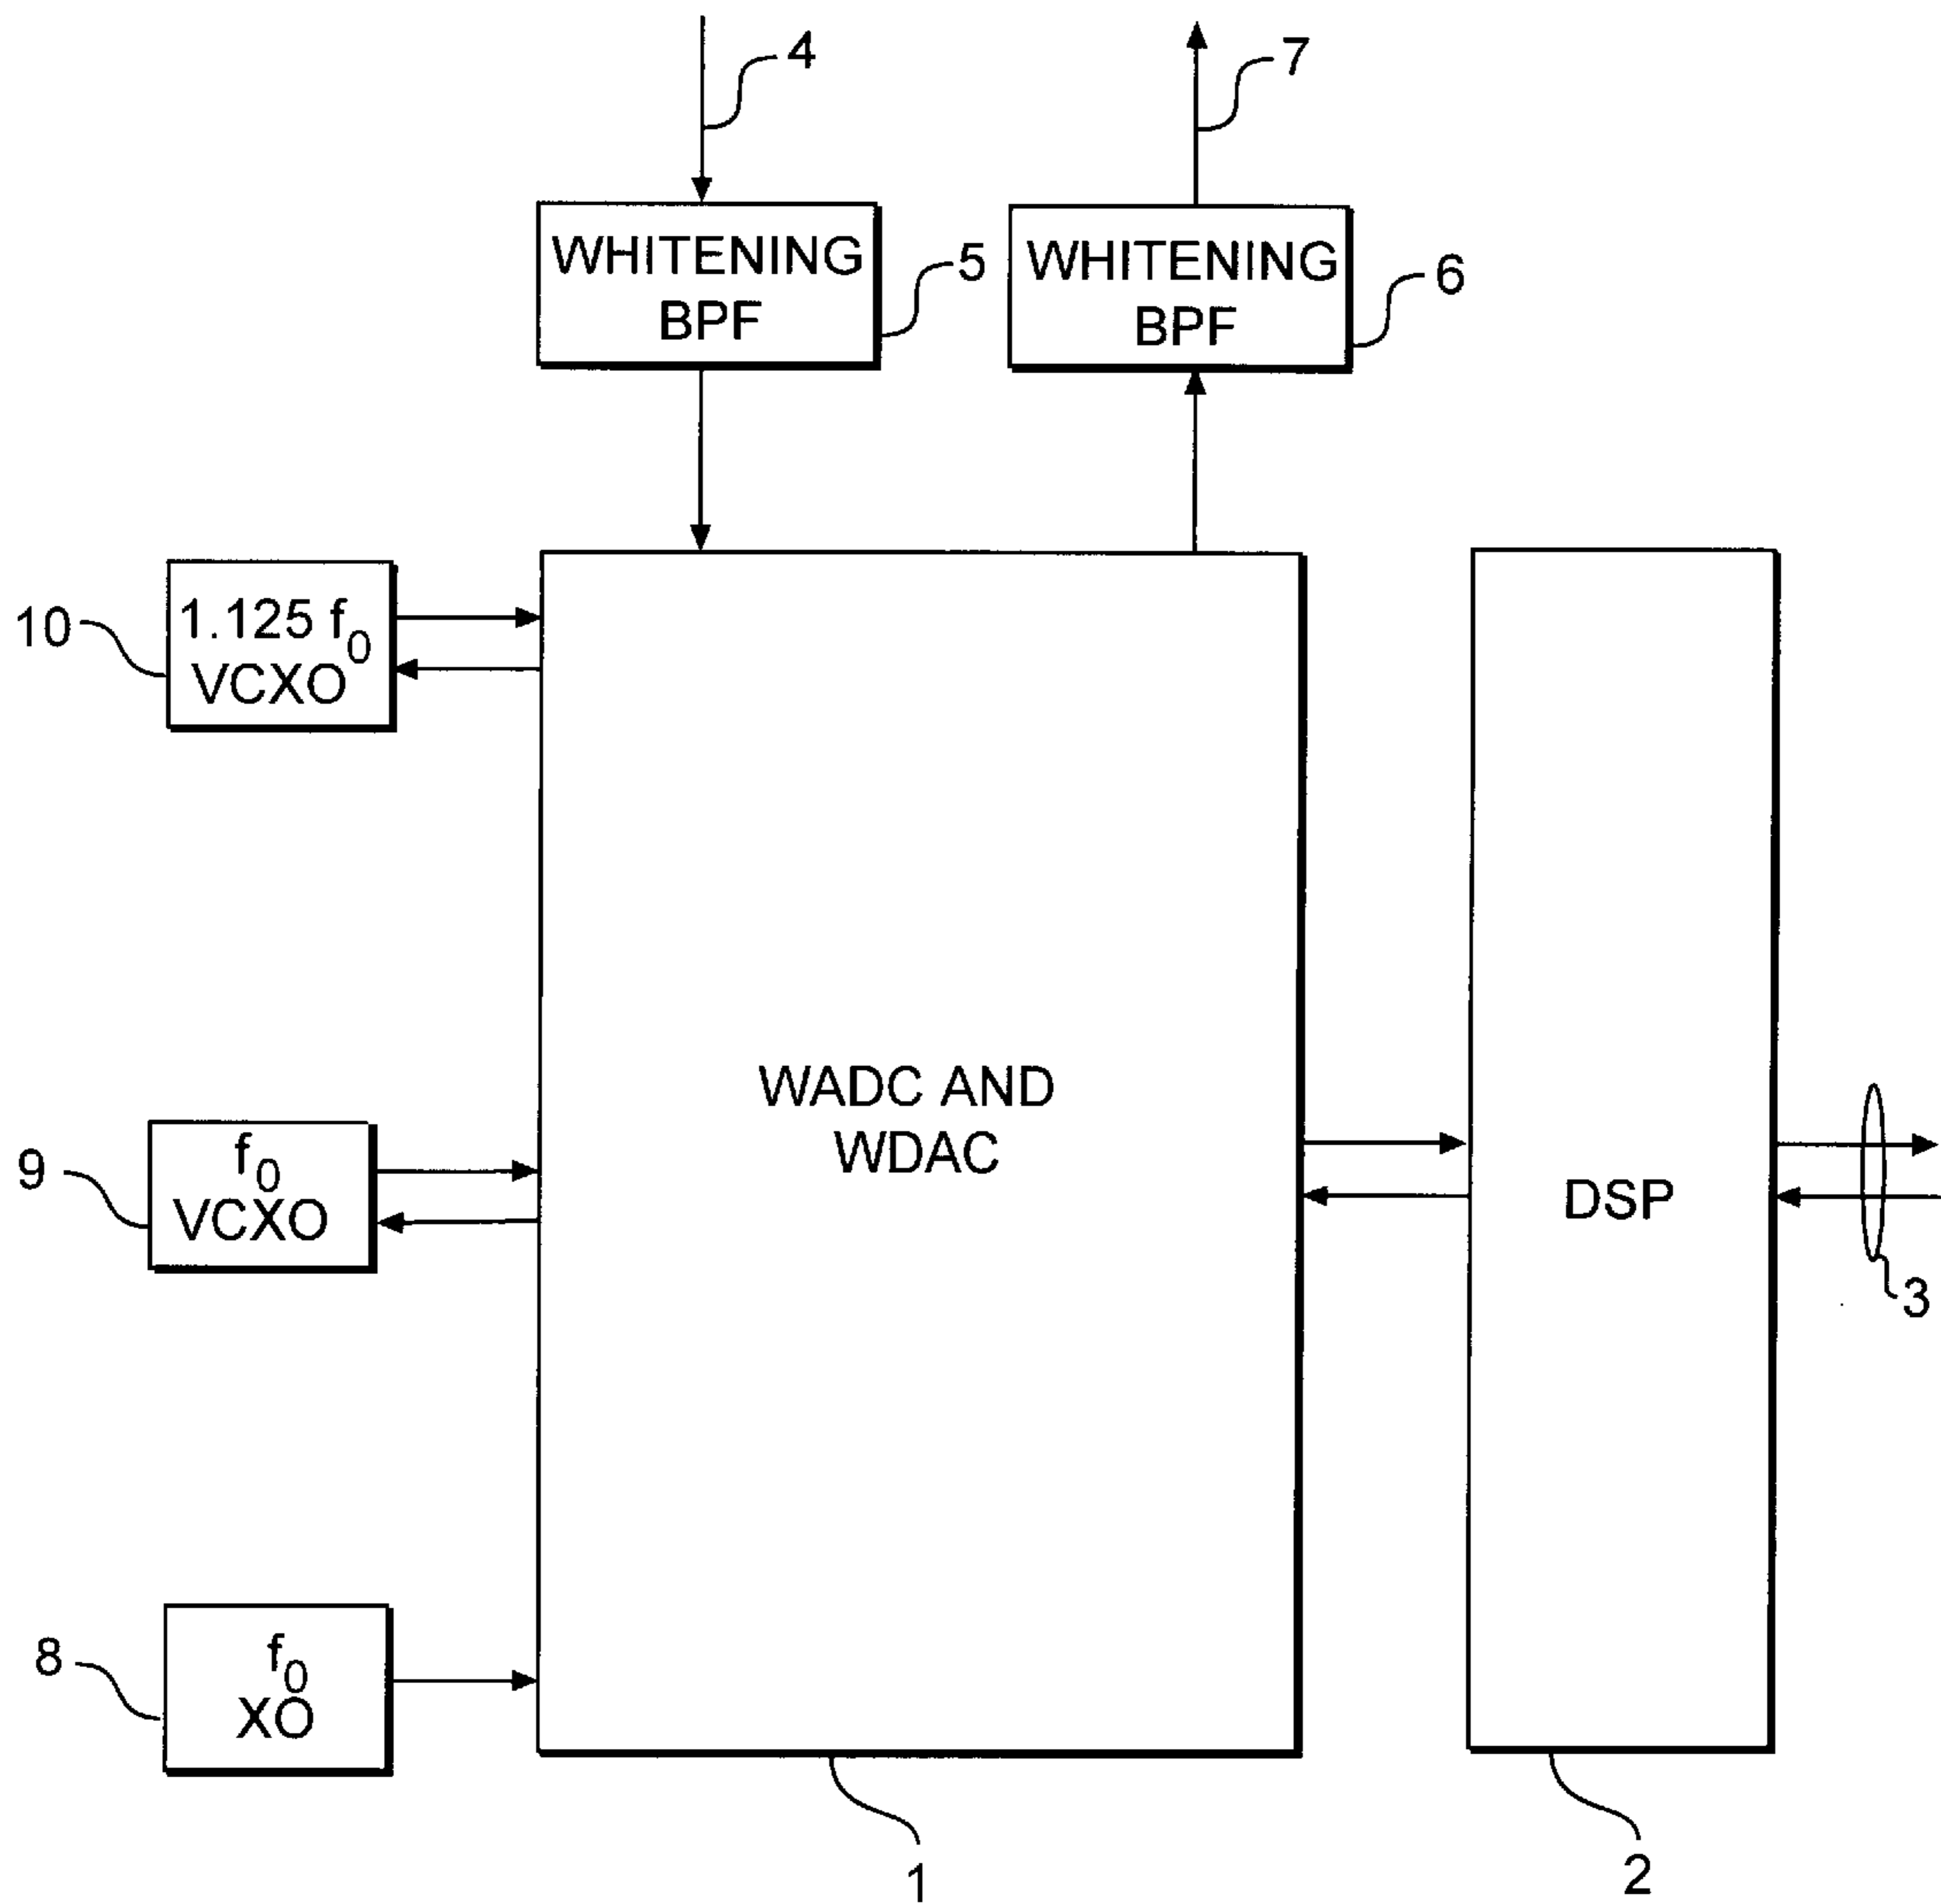 4
7
WHITENING
BPF
5
WHITENING
BPF
6
10
1.125 f0
VCXO
WADC AND
WDAC
9
f0
VCXO
DSP
3
8
f0
XO
1
2